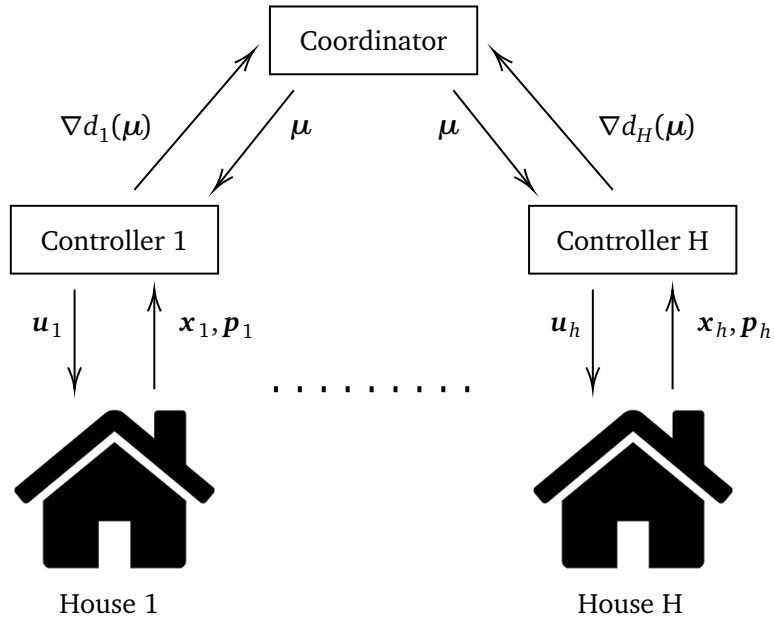 Coordinator
∇d₁(μ) μ μ ∇d_H(μ)
Controller 1 Controller H
u₁ x₁, p₁ u_h x_h, p_h
. . . . . . . . .
House 1 House H